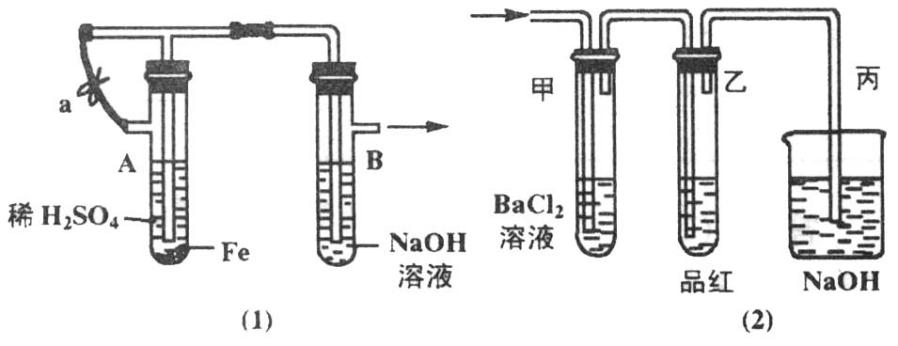 a
A
B
稀 H₂SO₄
Fe
NaOH
溶液
(1)
甲
乙
丙
BaCl₂
溶液
品红
NaOH
(2)